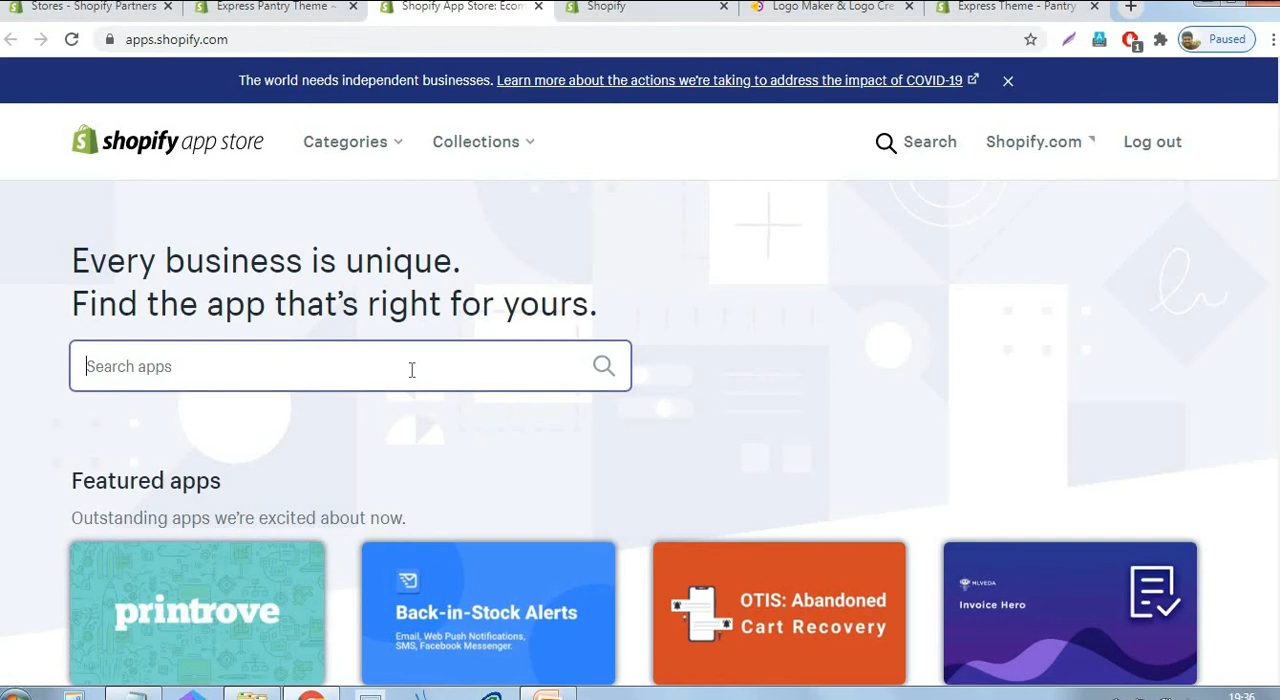 Stores - Shopify Partners
Express Pantry Theme ~
Shopify App Store: Ecom
Shopify
Logo Maker & Logo Cre
Express Theme - Pantry
apps.shopify.com
1
Paused
The world needs independent businesses. Learn more about the actions we're taking to address the impact of COVID-19
shopify app store
Categories
Collections
Search
Shopify.com
Log out
Every business is unique.
Find the app that's right for yours.
Search apps
Featured apps
Outstanding apps we're excited about now.
printrove
Back-in-Stock Alerts
Email, Web Push Notifications,
SMS, Facebook Messenger.
OTIS: Abandoned
Cart Recovery
HLVEDA
Invoice Hero
19:36